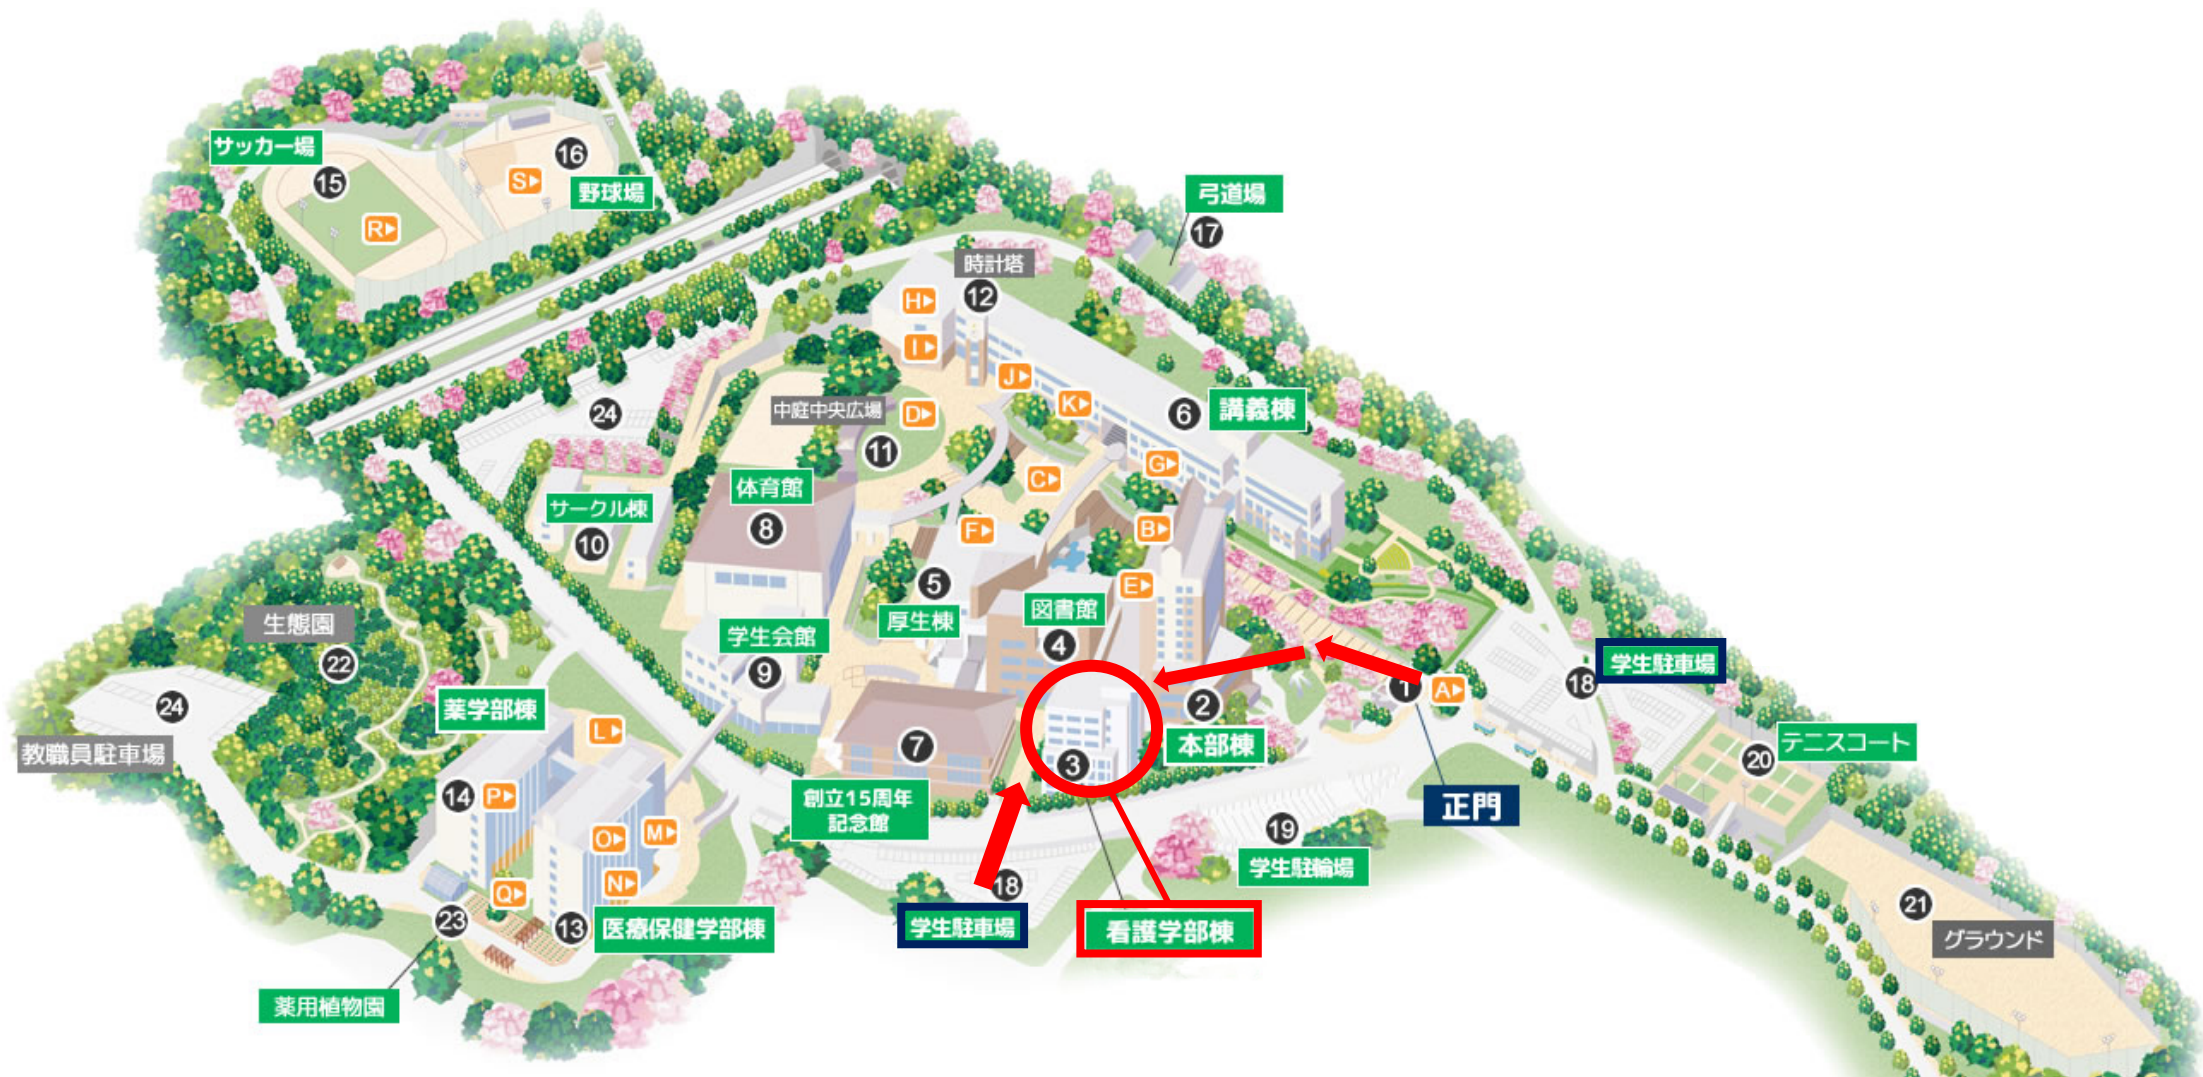 サッカー場
15
R
16
S
野球場
弓道場
17
時計塔
12
H
I
J
K
24
中庭中央広場
D
11
6
講義棟
G
C
体育館
8
サークル棟
10
F
B
E
5
厚生棟
図書館
4
生態園
22
学生会館
9
24
教職員駐車場
薬学部棟
L
7
2
本部棟
3
1
A
18
学生駐車場
テニスコート
20
正門
14
P
O
M
N
Q
創立15周年
記念館
19
学生駐輪場
18
学生駐車場
看護学部棟
23
13
医療保健学部棟
薬用植物園
21
グラウンド